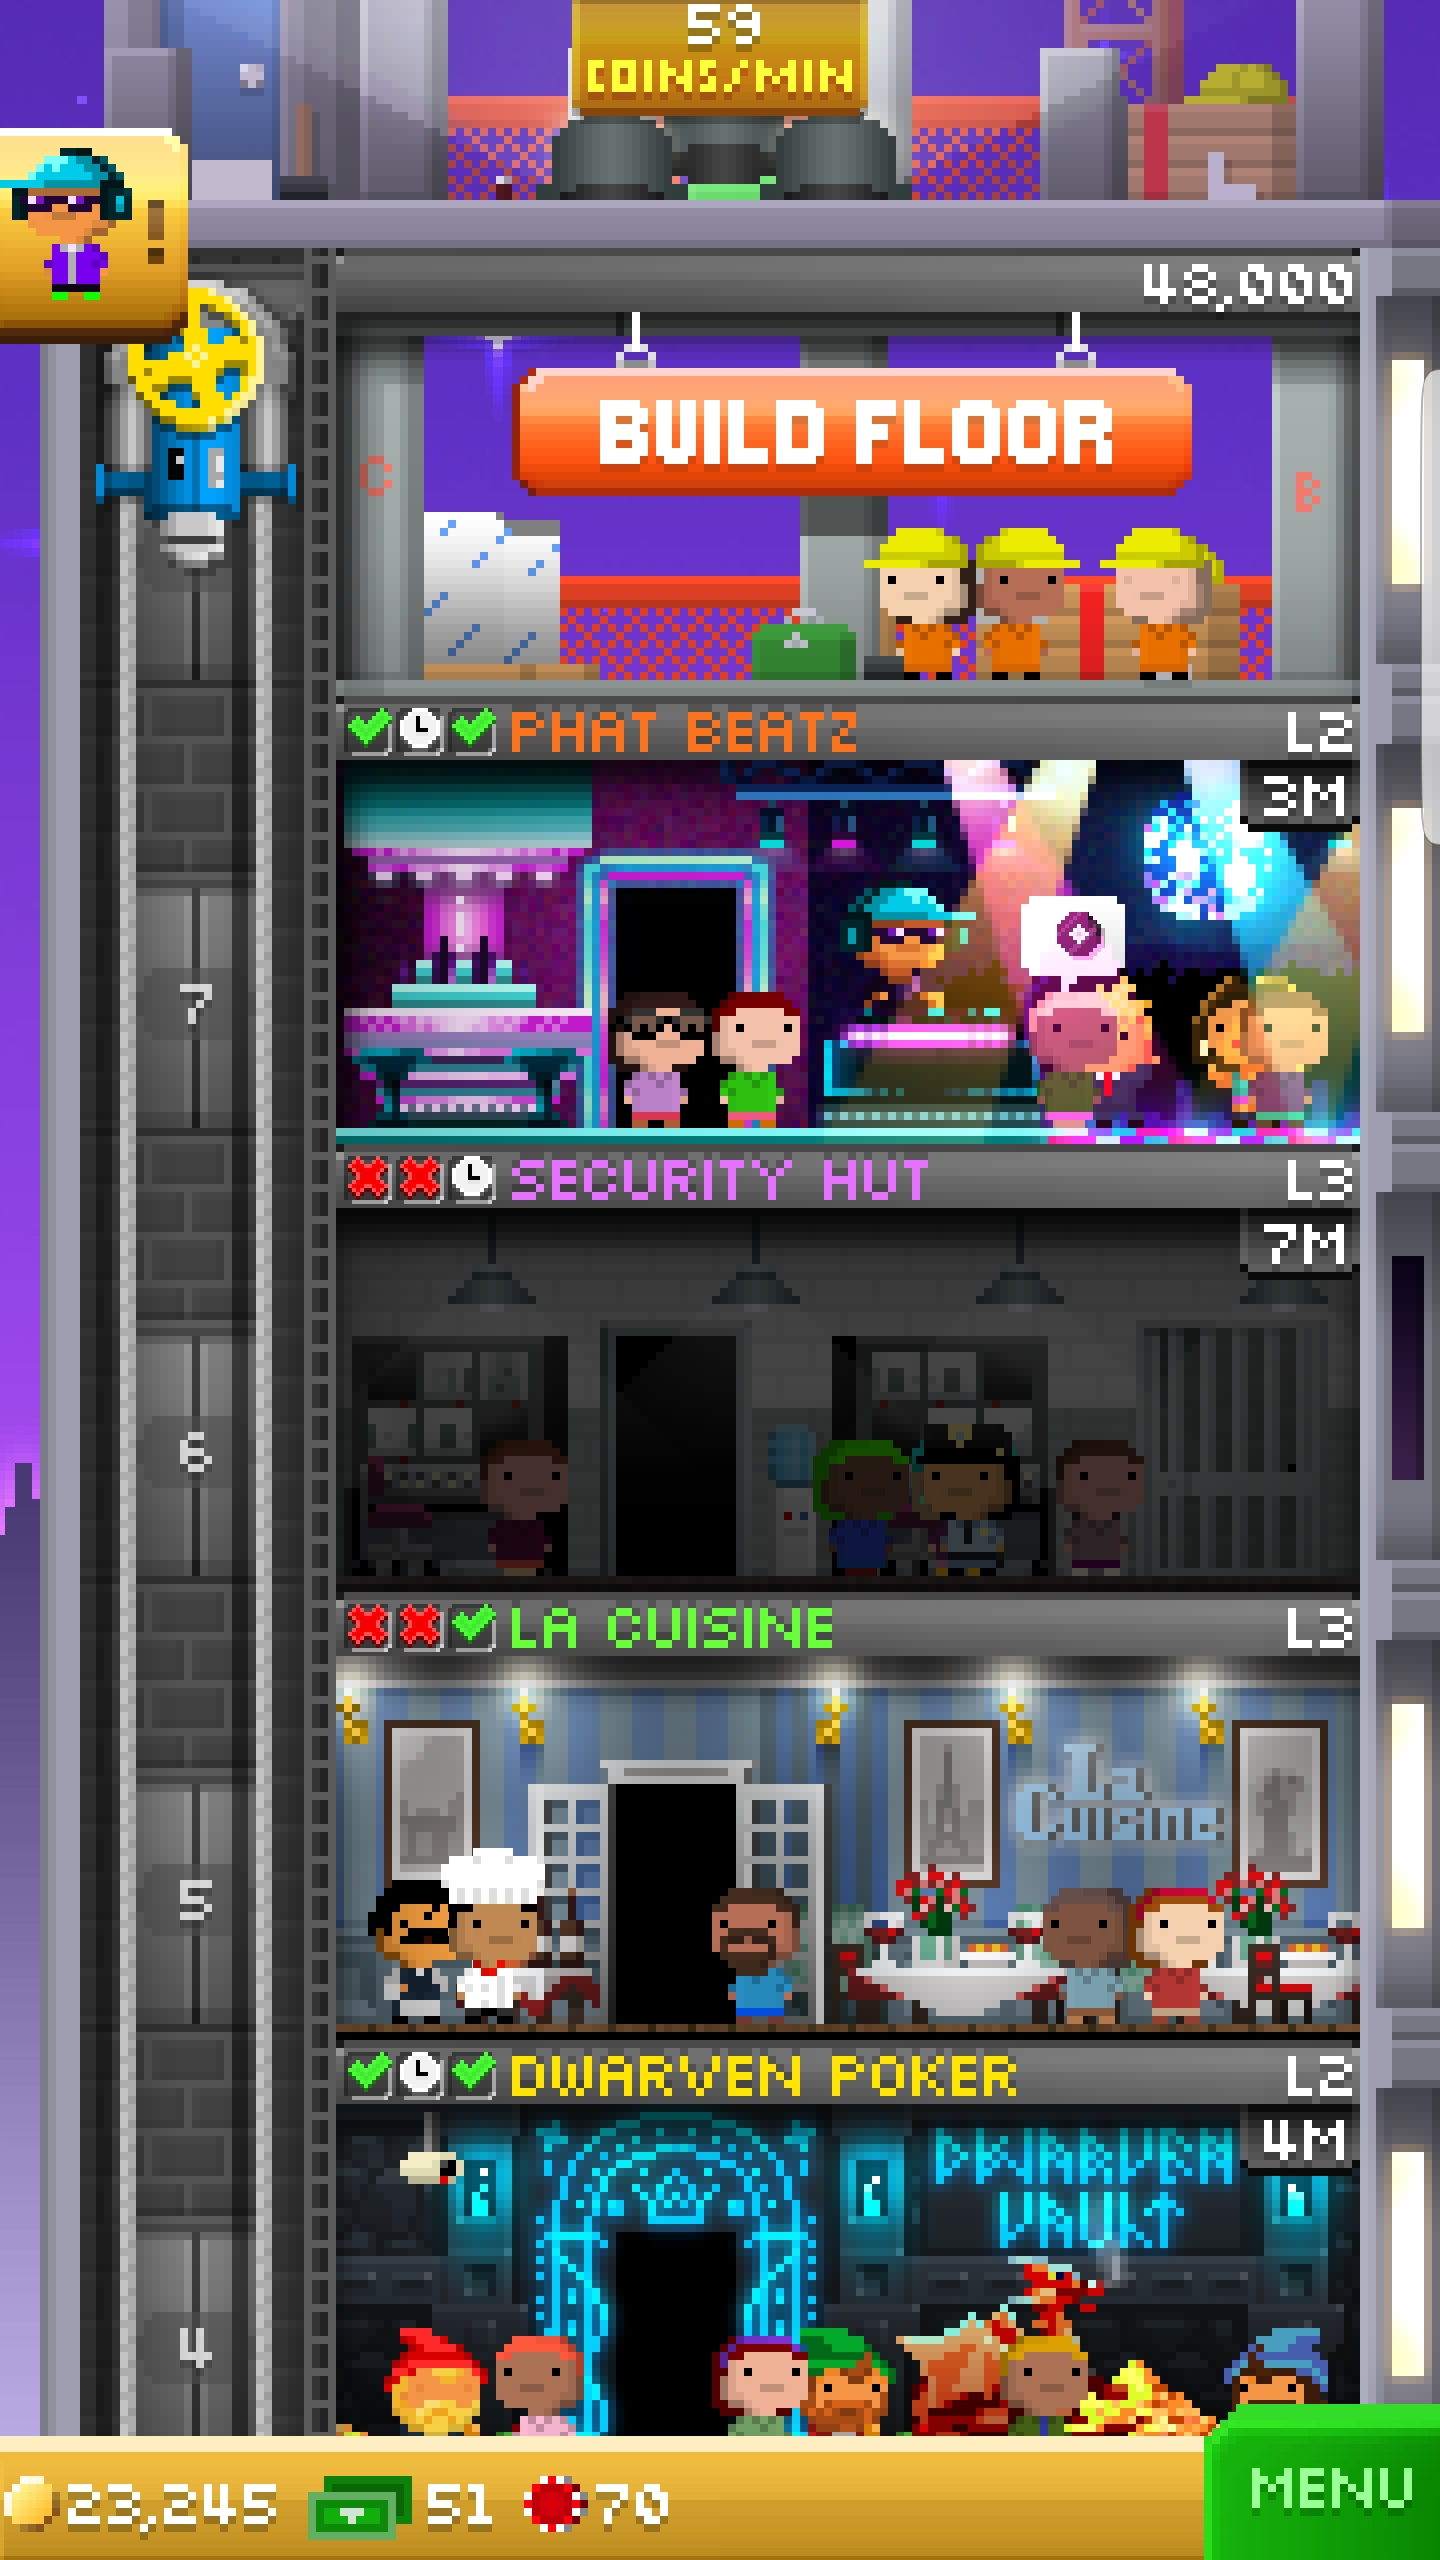 59
COINS/MIN
!
48,000
BUILD FLOOR
C
B
PHAT BEATZ
L2
3M
7
SECURITY HUT
L3
7M
6
LA CUISINE
L3
La
Cuisine
5
DWARVEN POKER
L2
4M
DWARVEN
VAULT
4
23,245
51
70
MENU